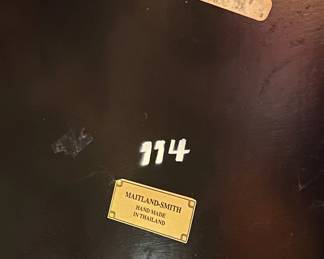 114
MAITLAND-SMITH
HAND MADE
IN THAILAND